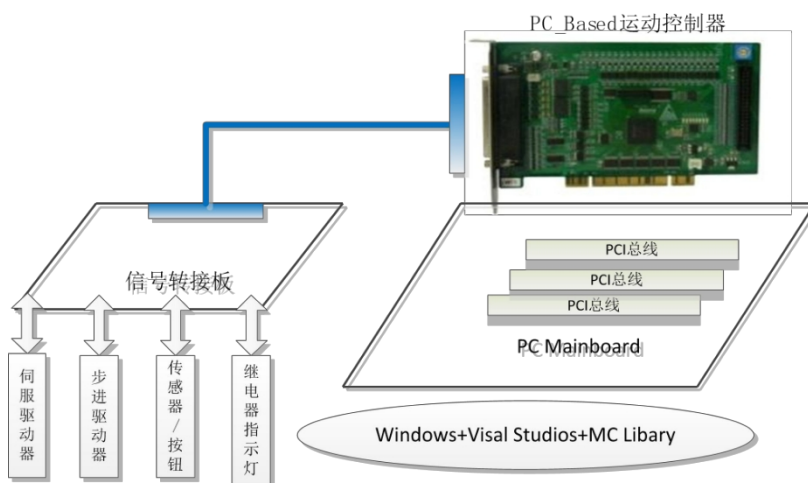 PC_Based运动控制器
信号转接板
PCI总线
PCI总线
PCI总线
PC Mainboard
伺服驱动器
步进驱动器
传感器/按钮
继电器指示灯
Windows+Visal Studios+MC Libary